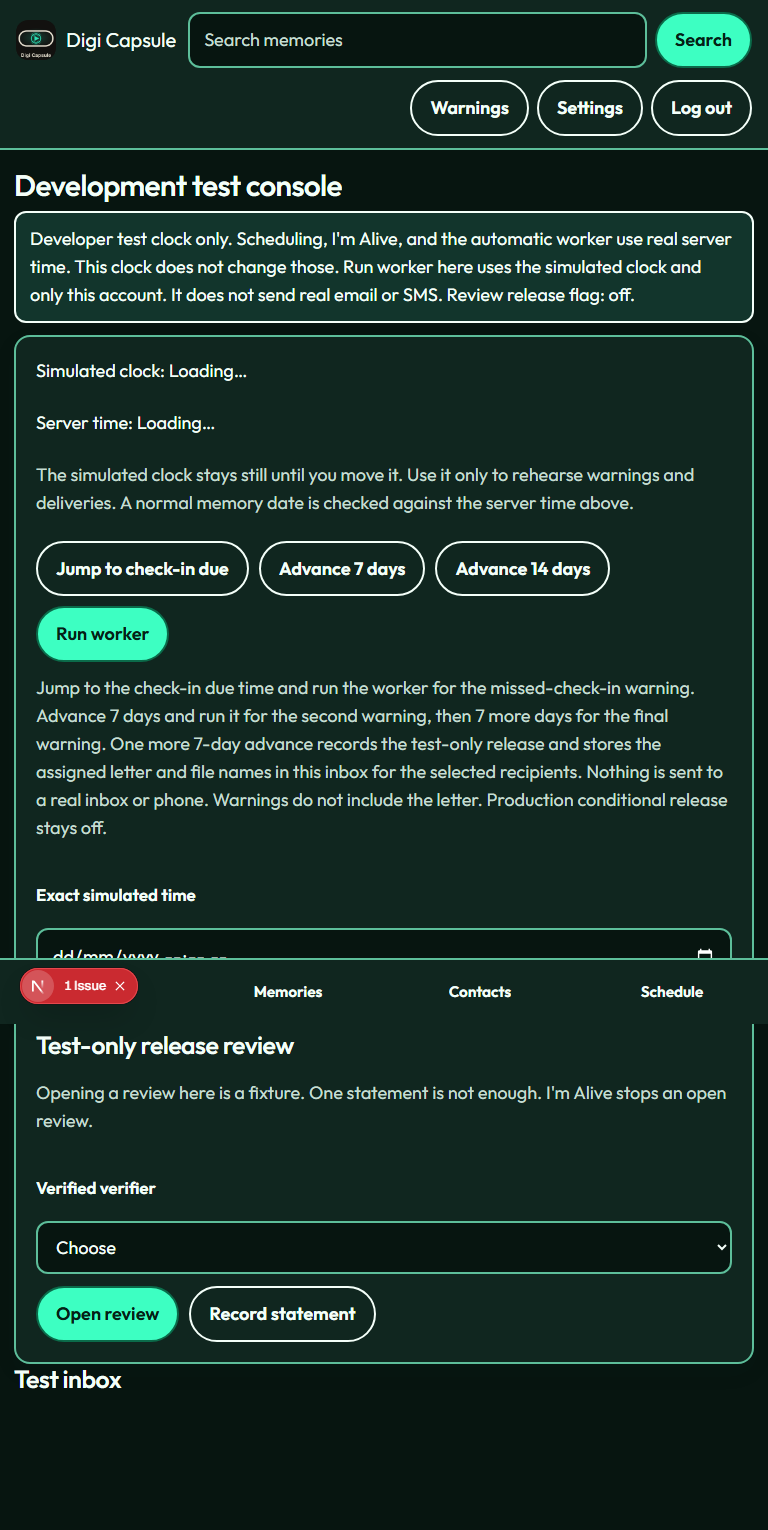 Digi Capsule
Digi Capsule
Search memories
Search
Warnings
Settings
Log out
Development test console
Developer test clock only. Scheduling, I'm Alive, and the automatic worker use real server
time. This clock does not change those. Run worker here uses the simulated clock and
only this account. It does not send real email or SMS. Review release flag: off.
Simulated clock: Loading...
Server time: Loading...
The simulated clock stays still until you move it. Use it only to rehearse warnings and
deliveries. A normal memory date is checked against the server time above.
Jump to check-in due
Advance 7 days
Advance 14 days
Run worker
Jump to the check-in due time and run the worker for the missed-check-in warning.
Advance 7 days and run it for the second warning, then 7 more days for the final
warning. One more 7-day advance records the test-only release and stores the
assigned letter and file names in this inbox for the selected recipients. Nothing is sent to
a real inbox or phone. Warnings do not include the letter. Production conditional release
stays off.
Exact simulated time
dd/mm/yyyy --:--:--
N
1 Issue
Memories
Contacts
Schedule
Test-only release review
Opening a review here is a fixture. One statement is not enough. I'm Alive stops an open
review.
Verified verifier
Choose
Open review
Record statement
Test inbox